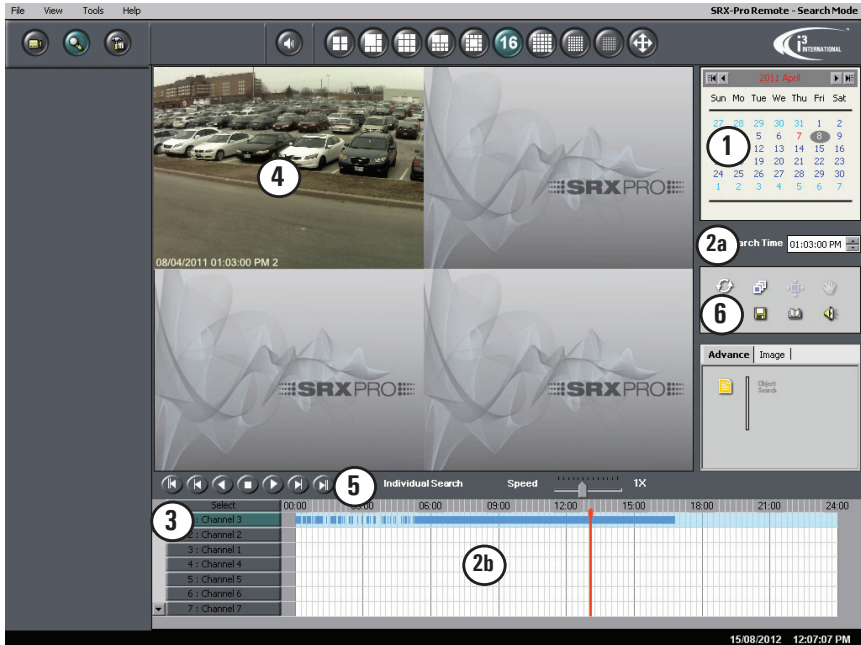 File View Tools Help
SRX-Pro Remote - Search Mode
16
i3 INTERNATIONAL
2011 April
Sun Mo Tue We Thu Fri Sat
27 28 29 30 31 1 2
5 6 7 8 9
12 13 14 15 16
19 20 21 22 23
24 25 26 27 28 29 30
1 2 3 4 5 6 7
1
4
SRXPRO
2a
Time 01:03:00 PM
08/04/2011 01:03:00 PM 2
6
Advance Image
Object
Search
SRXPRO
SRXPRO
5
Individual Search Speed 1X
Select 00:00 06:00 09:00 12:00 15:00 18:00 21:00 24:00
3
: Channel 3
: Channel 2
3 : Channel 1
4 : Channel 4
5 : Channel 5
6 : Channel 6
7 : Channel 7
2b
15/08/2012 12:07:07 PM